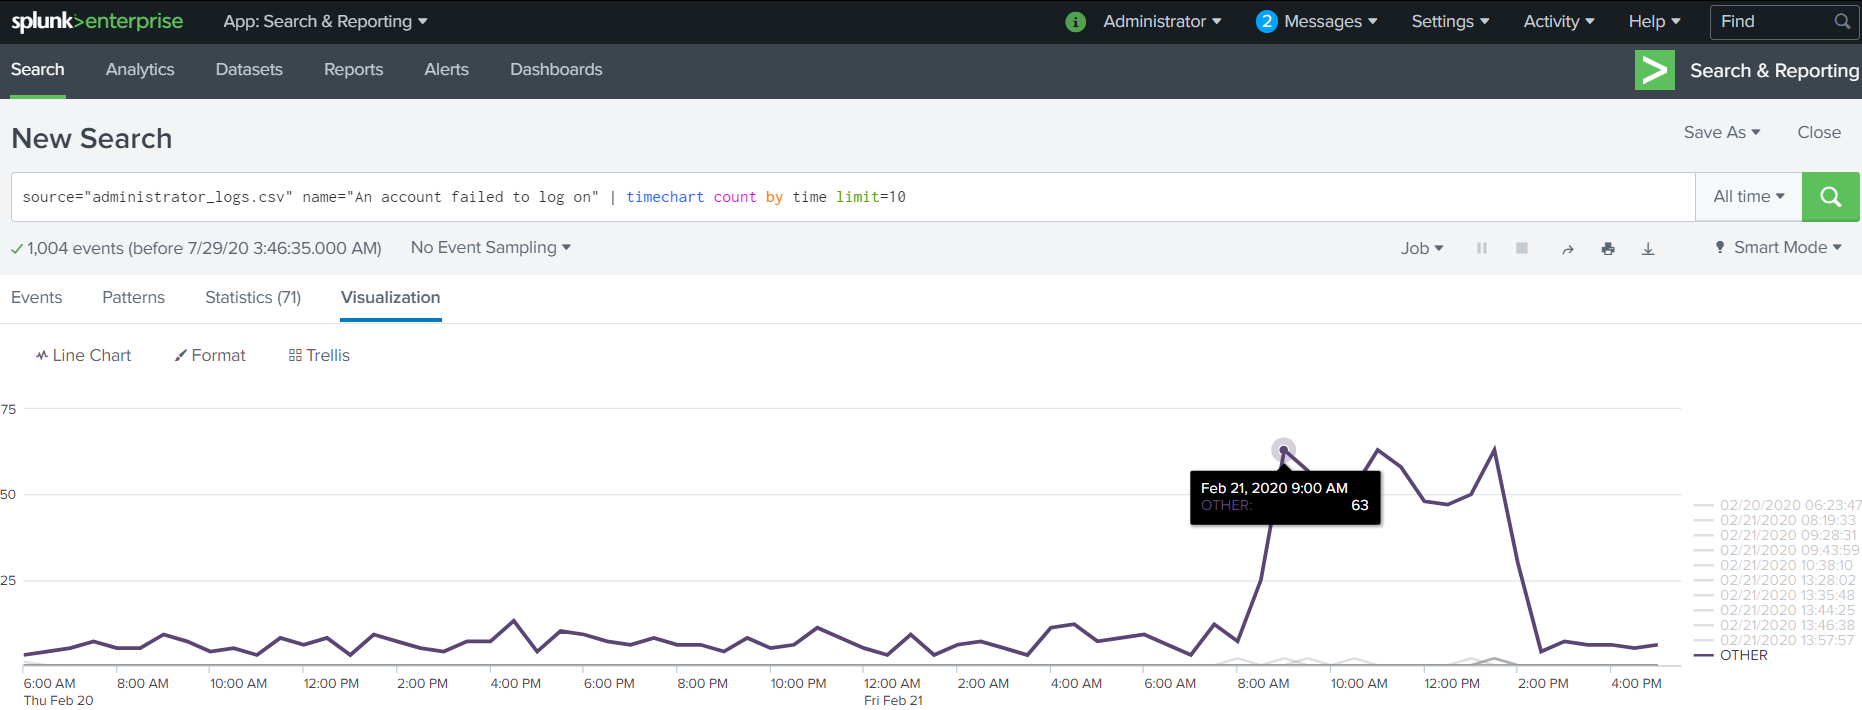 splunk>enterprise App: Search & Reporting Administrator 2 Messages Settings Activity Help Find
Search Analytics Datasets Reports Alerts Dashboards Search & Reporting
New Search Save As Close
source="administrator_logs.csv" name="An account failed to log on" | timechart count by time limit=10 All time
1,004 events (before 7/29/20 3:46:35.000 AM) No Event Sampling Job Smart Mode
Events Patterns Statistics (71) Visualization
Line Chart Format Trellis
75
50
25
Feb 21, 2020 9:00 AM
OTHER: 63
02/20/2020 06:23:47
02/21/2020 08:19:33
02/21/2020 09:28:31
02/21/2020 09:43:59
02/21/2020 10:38:10
02/21/2020 13:28:02
02/21/2020 13:35:48
02/21/2020 13:44:25
02/21/2020 13:46:38
02/21/2020 13:57:57
OTHER
6:00 AM 8:00 AM 10:00 AM 12:00 PM 2:00 PM 4:00 PM 6:00 PM 8:00 PM 10:00 PM 12:00 AM 2:00 AM 4:00 AM 6:00 AM 8:00 AM 10:00 AM 12:00 PM 2:00 PM 4:00 PM
Thu Feb 20 Fri Feb 21